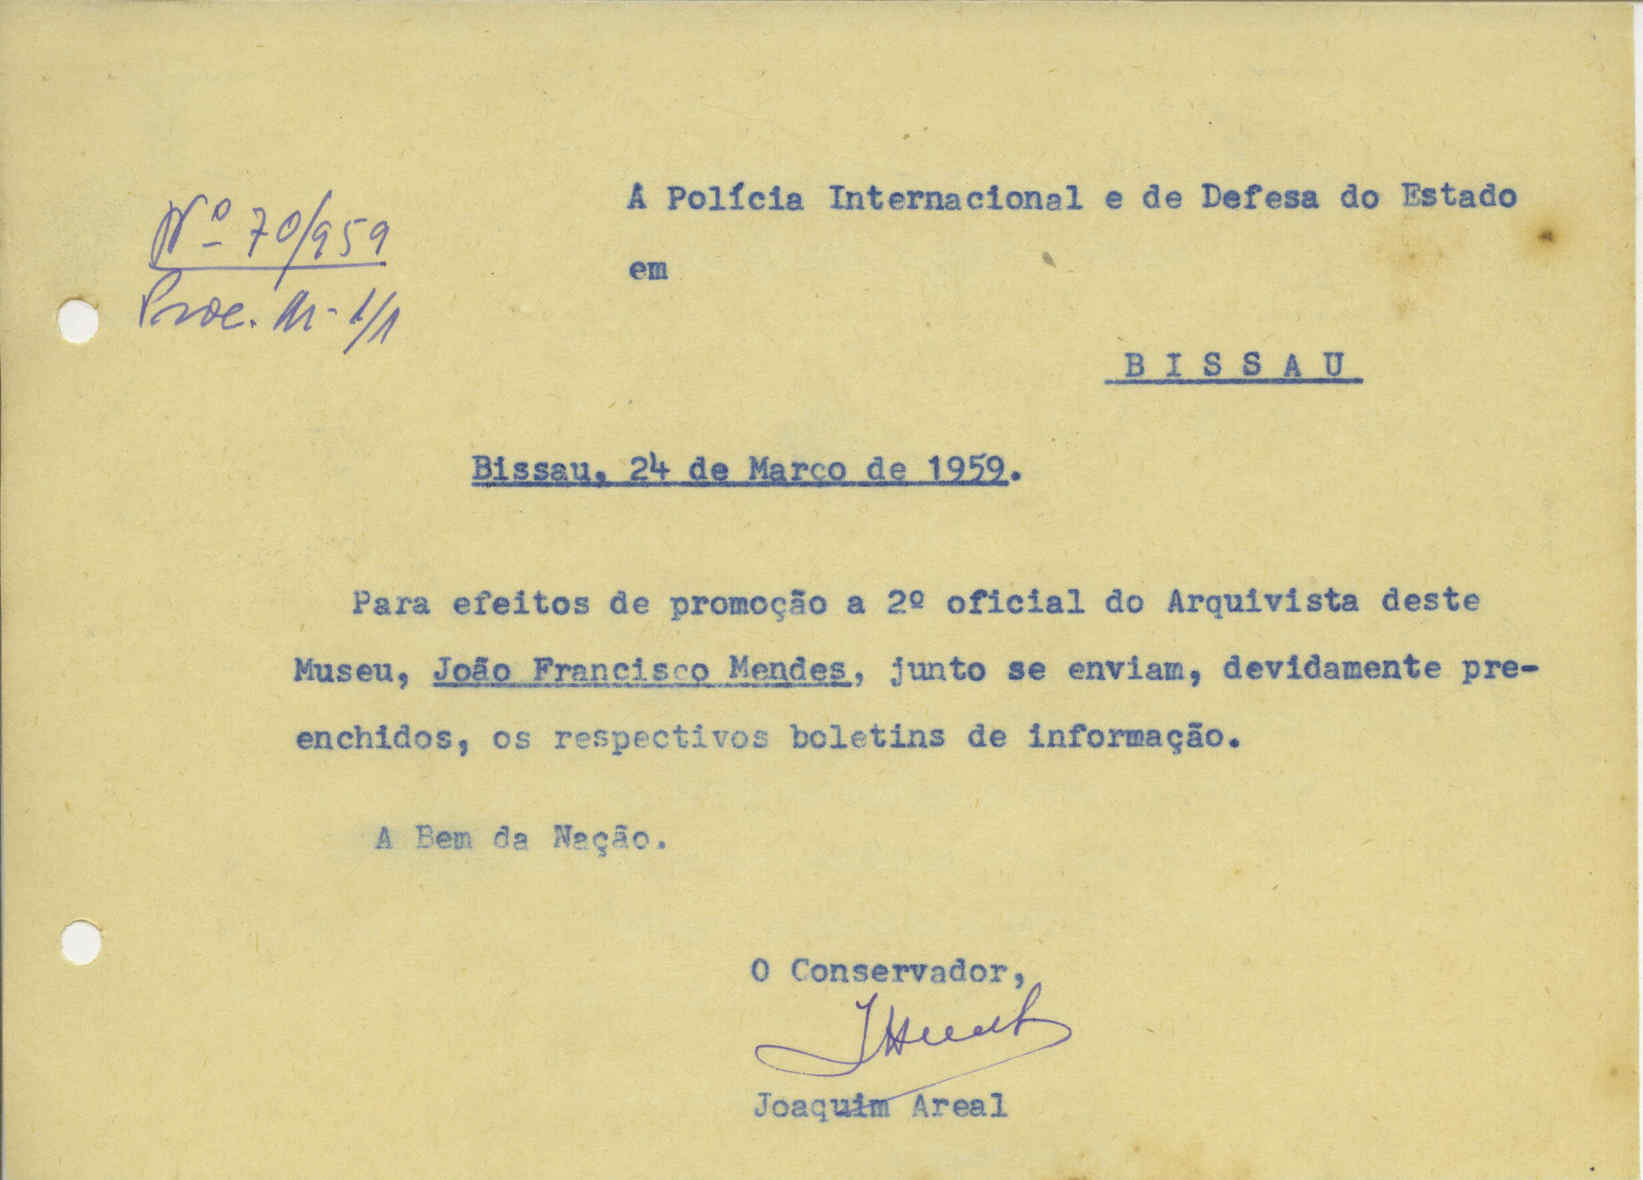 Nº 70/959
Proc. M-1/1
A Polícia Internacional e de Defesa do Estado
em
B I S S A U
Bissau, 24 de Março de 1959.
Para efeitos de promoção a 2º oficial do Arquivista deste
Museu, João Francisco Mendes, junto se enviam, devidamente pre-
enchidos, os respectivos boletins de informação.
A Bem da Nação.
O Conservador,
Joaquim Areal